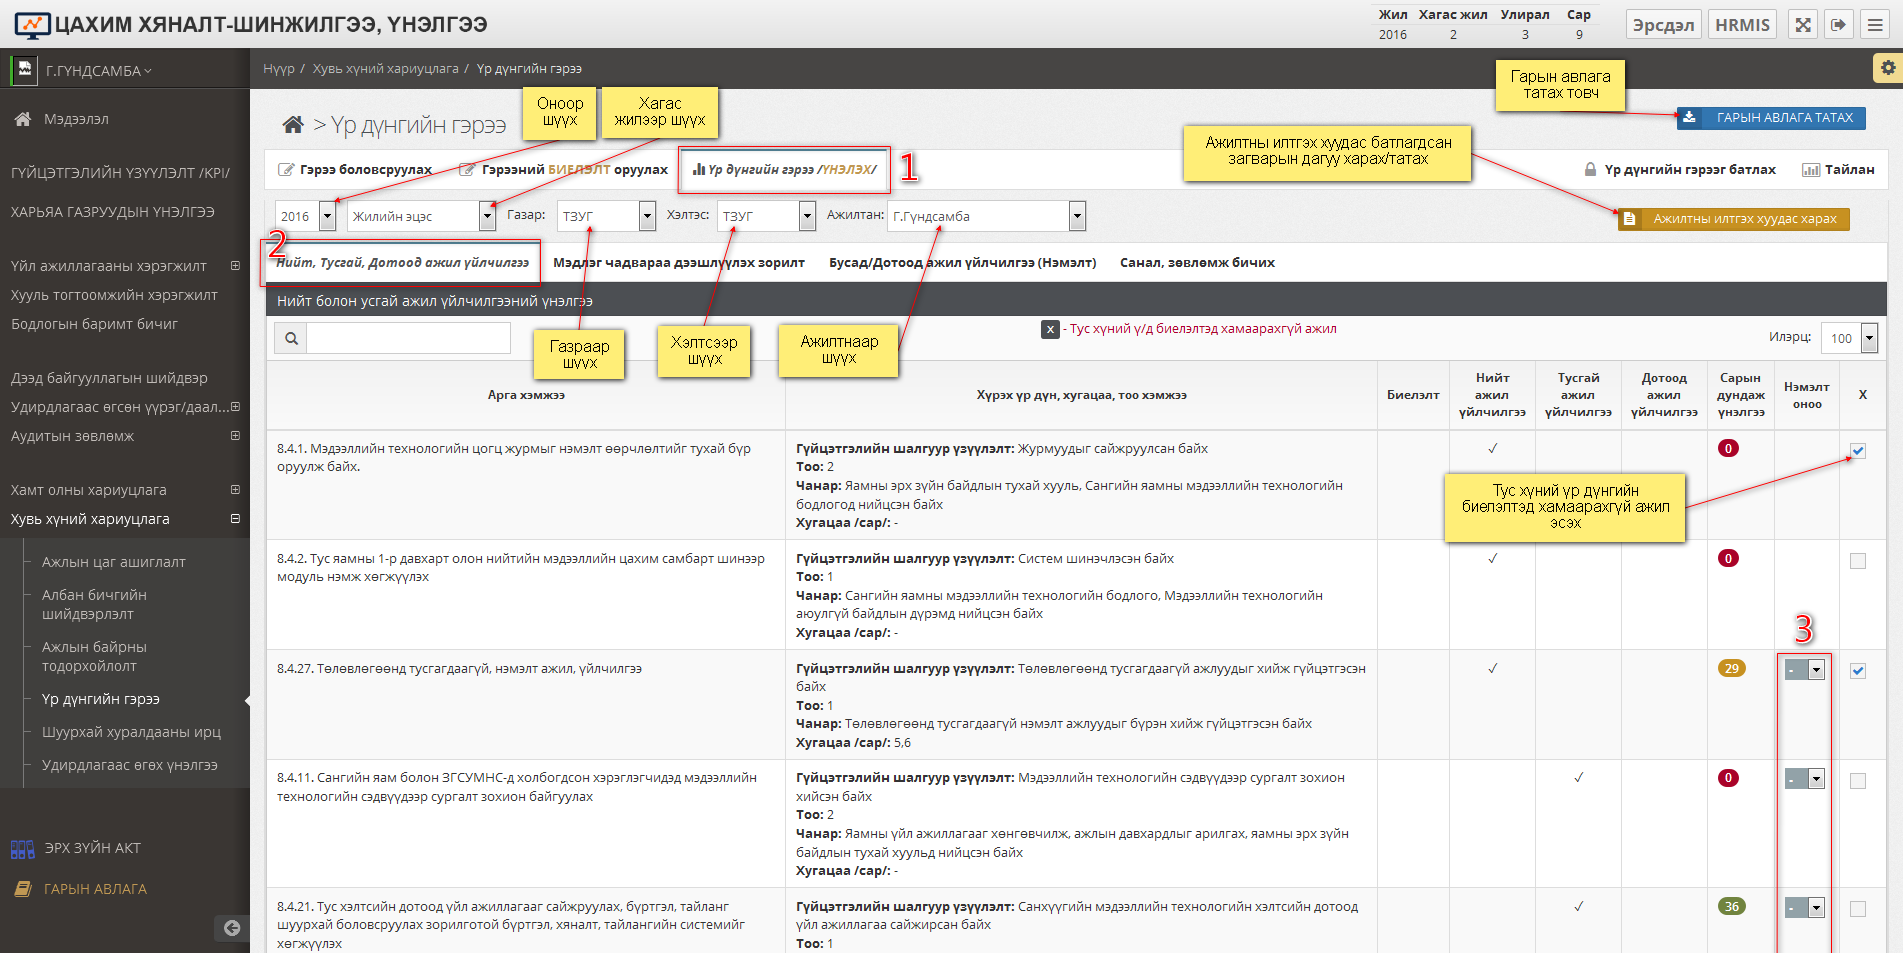 ЦАХИМ ХЯНАЛТ-ШИНЖИЛГЭЭ, ҮНЭЛГЭЭ
Жил Хагас жил Улирал Сар
2016 2 3 9
Эрсдэл HRMIS
Г.ГҮНДСАМБА
Нүүр / Хувь хүний хариуцлага / Үр дүнгийн гэрээ
Мэдээлэл
ГҮЙЦЭТГЭЛИЙН ҮЗҮҮЛЭЛТ /KPI/
ХАРЬЯА ГАЗРУУДЫН ҮНЭЛГЭЭ
Үйл ажиллагааны хэрэгжилт
Хууль тогтоомжийн хэрэгжилт
Бодлогын баримт бичиг
Дээд байгууллагын шийдвэр
Удирдлагаас өгсөн үүрэг/даал...
Аудитын зөвлөмж
Хамт олны хариуцлага
Хувь хүний хариуцлага
Ажлын цаг ашиглалт
Албан бичгийн
шийдвэрлэлт
Ажлын байрны
тодорхойлолт
Үр дүнгийн гэрээ
Шуурхай хуралдааны ирц
Удирдлагаас өгөх үнэлгээ
ЭРХ ЗҮЙН АКТ
ГАРЫН АВЛАГА
> Үр дүнгийн гэрээ
Оноор
шүүх
Хагас
жилээр шүүх
Гарын авлага
татах товч
ГАРЫН АВЛАГА ТАТАХ
Ажилтны илтгэх хуудас батлагдсан
загварын дагуу харах/татах
Гэрээ боловсруулах
Гэрээний БИЕЛЭЛТ оруулах
Үр дүнгийн гэрээ /ҮНЭЛЭХ/
1
Үр дүнгийн гэрээг батлах
Тайлан
2016
Жилийн эцэс
Газар: ТЗУГ
Хэлтэс: ТЗУГ
Ажилтан: Г.Гүндсамба
Ажилтны илтгэх хуудас харах
2
Нийт, Тусгай, Дотоод ажил үйлчилгээ
Мэдлэг чадвараа дээшлүүлэх зорилт
Бусад/Дотоод ажил үйлчилгээ (Нэмэлт)
Санал, зөвлөмж бичих
Нийт болон усгай ажил үйлчилгээний үнэлгээ
x - Тус хүний ү/д биелэлтэд хамаарахгүй ажил
Илэрц: 100
Газраар
шүүх
Хэлтсээр
шүүх
Ажилтнаар
шүүх
Арга хэмжээ
Хүрэх үр дүн, хугацаа, тоо хэмжээ
Биелэлт
Нийт
ажил
үйлчилгээ
Тусгай
ажил
үйлчилгээ
Дотоод
ажил
үйлчилгээ
Сарын
дундаж
үнэлгээ
Нэмэлт
оноо
X
8.4.1. Мэдээллийн технологийн цогц журмыг нэмэлт өөрчлөлтийг тухай бүр
оруулж байх.
Гүйцэтгэлийн шалгуур үзүүлэлт: Журмуудыг сайжруулсан байх
Тоо: 2
Чанар: Яамны эрх зүйн байдлын тухай хууль, Сангийн яамны мэдээллийн технологийн
бодлогод нийцсэн байх
Хугацаа /сар/: -
✓
0
Тус хүний үр дүнгийн
биелэлтэд хамаарахгүй ажил
эсэх
8.4.2. Тус яамны 1-р давхарт олон нийтийн мэдээллийн цахим самбарт шинээр
модуль нэмж хөгжүүлэх
Гүйцэтгэлийн шалгуур үзүүлэлт: Систем шинэчлэсэн байх
Тоо: 1
Чанар: Сангийн яамны мэдээллийн технологийн бодлого, Мэдээллийн технологийн
аюулгүй байдлын дүрэмд нийцсэн байх
Хугацаа /сар/: -
✓
0
3
8.4.27. Төлөвлөгөөнд тусгагдаагүй, нэмэлт ажил, үйлчилгээ
Гүйцэтгэлийн шалгуур үзүүлэлт: Төлөвлөгөөнд тусгагдаагүй ажлуудыг хийж гүйцэтгэсэн
байх
Тоо: 1
Чанар: Төлөвлөгөөнд тусгагдаагүй нэмэлт ажлуудыг бүрэн хийж гүйцэтгэсэн байх
Хугацаа /сар/: 5,6
✓
29
-
8.4.11. Сангийн яам болон ЗГСУМНС-д холбогдсон хэрэглэгчидэд мэдээллийн
технологийн сэдвүүдээр сургалт зохион байгуулах
Гүйцэтгэлийн шалгуур үзүүлэлт: Мэдээллийн технологийн сэдвүүдээр сургалт зохион
хийсэн байх
Тоо: 2
Чанар: Яамны үйл ажиллагааг хөнгөвчилж, ажлын давхардлыг арилгах, яамны эрх зүйн
байдлын тухай хуульд нийцсэн байх
Хугацаа /сар/: -
✓
0
-
8.4.21. Тус хэлтсийн дотоод үйл ажиллагааг сайжруулах, бүртгэл, тайланг
шуурхай боловсруулах зорилготой бүртгэл, хяналт, тайлангийн системийг
хөгжүүлэх
Гүйцэтгэлийн шалгуур үзүүлэлт: Санхүүгийн мэдээллийн технологийн хэлтсийн дотоод
үйл ажиллагаа сайжирсан байх
Тоо: 1
✓
36
-